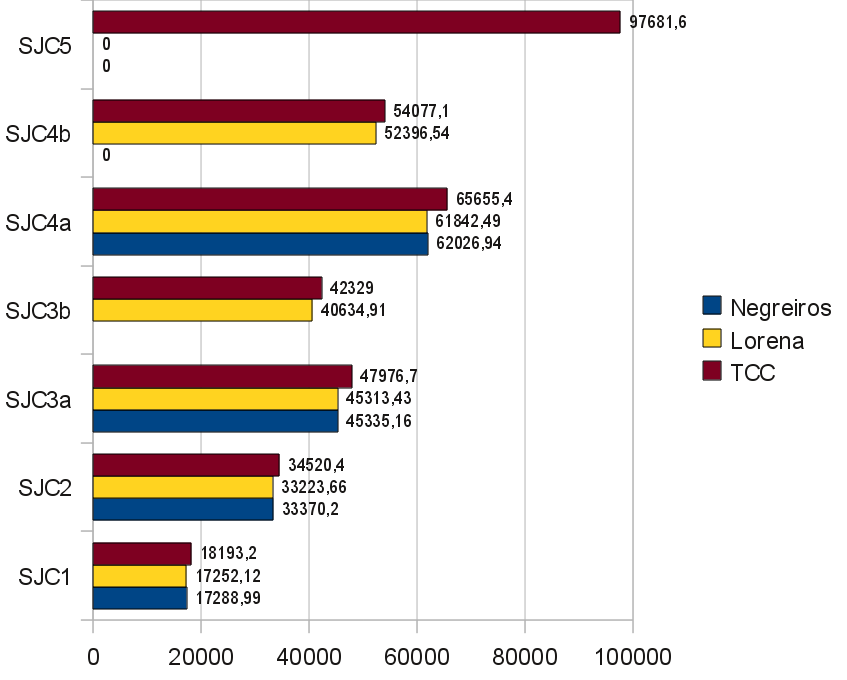 97681,6
SJC5
0
0
54077,1
SJC4b
52396,54
0
65655,4
SJC4a
61842,49
62026,94
42329
SJC3b
40634,91
47976,7
SJC3a
45313,43
45335,16
34520,4
SJC2
33223,66
33370,2
18193,2
SJC1
17252,12
17288,99
0 20000 40000 60000 80000 100000
Negreiros
Lorena
TCC